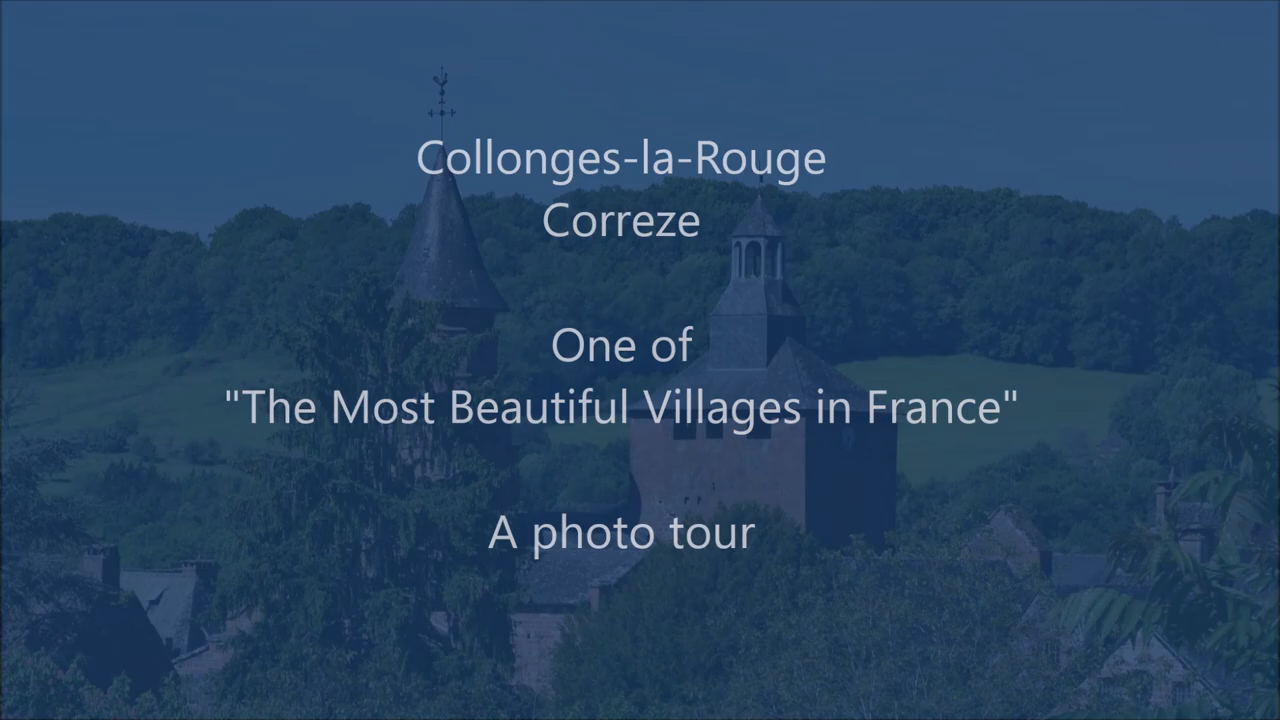 Collonges-la-Rouge
Correze
One of
"The Most Beautiful Villages in France"
A photo tour